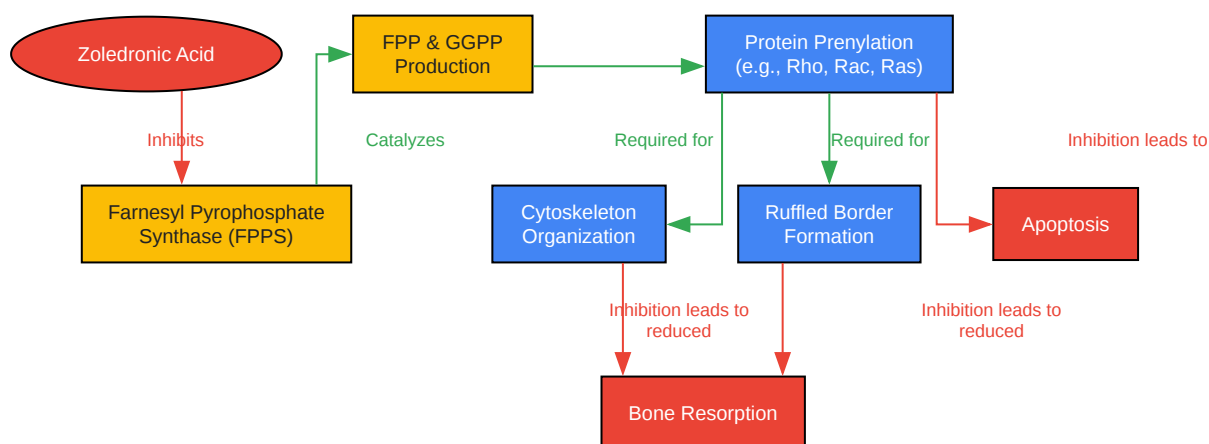 Zoledronic Acid
FPP & GGPP
Production
Protein Prenylation
(e.g., Rho, Rac, Ras)
Inhibits
Catalyzes
Required for
Required for
Inhibition leads to
Farnesyl Pyrophosphate
Synthase (FPPS)
Cytoskeleton
Organization
Ruffled Border
Formation
Apoptosis
Inhibition leads to
reduced
Inhibition leads to
reduced
Bone Resorption